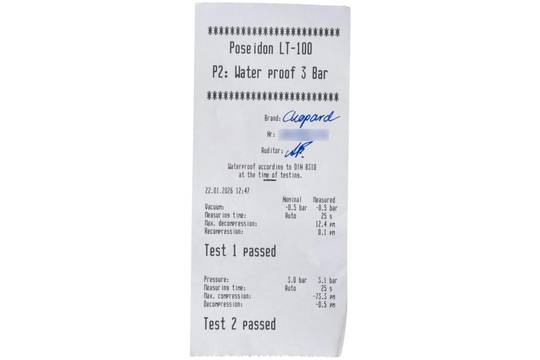 ********************************
Poseidon LT-100
P2: Water proof 3 Bar
********************************
Brand: Chopard
Nr:
Auditor:
Waterproof according to DIN 8310
at the time of testing.
22.01.2026 12:47
Nominal Measured
Vacuum: -0.5 bar -0.5 bar
Measuring time: Auto 25 s
Max. decompression: 12.4 µm
Recompression: 0.1 µm
Test 1 passed
Pressure: 3.0 bar 3.1 bar
Measuring time: Auto 25 s
Max. compression: -73.3 µm
Decompression: -0.5 µm
Test 2 passed